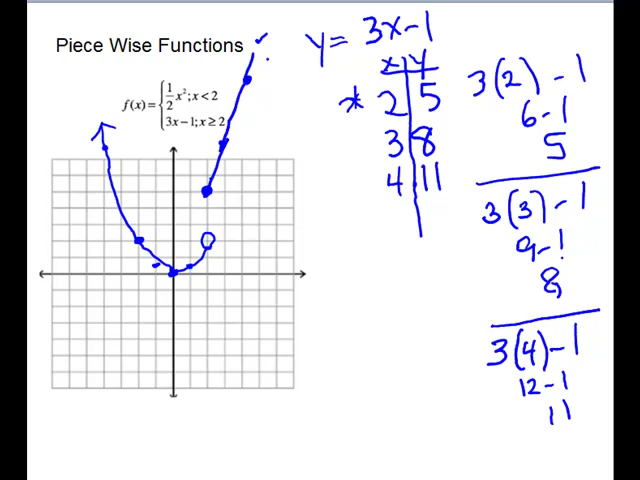 Piece Wise Functions
f(x) = { 1/2 x²; x < 2
3x − 1; x ≥ 2
y = 3x − 1
x | y
* 2 | 5
3 | 8
4 | 11
3(2) − 1
6 − 1
5
3(3) − 1
9 − 1
8
3(4) − 1
12 − 1
11